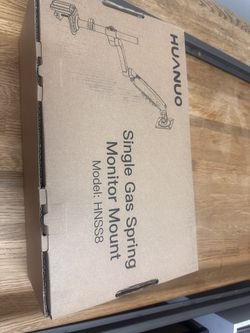 HUANUO
Single Gas Spring
Monitor Mount
Model: HNSS8